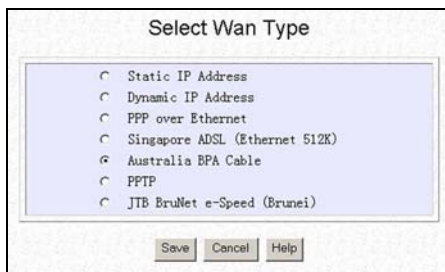 Select Wan Type
Static IP Address
Dynamic IP Address
PPP over Ethernet
Singapore ADSL (Ethernet 512K)
Australia BPA Cable
PPTP
JTB BruNet e-Speed (Brunei)
Save Cancel Help